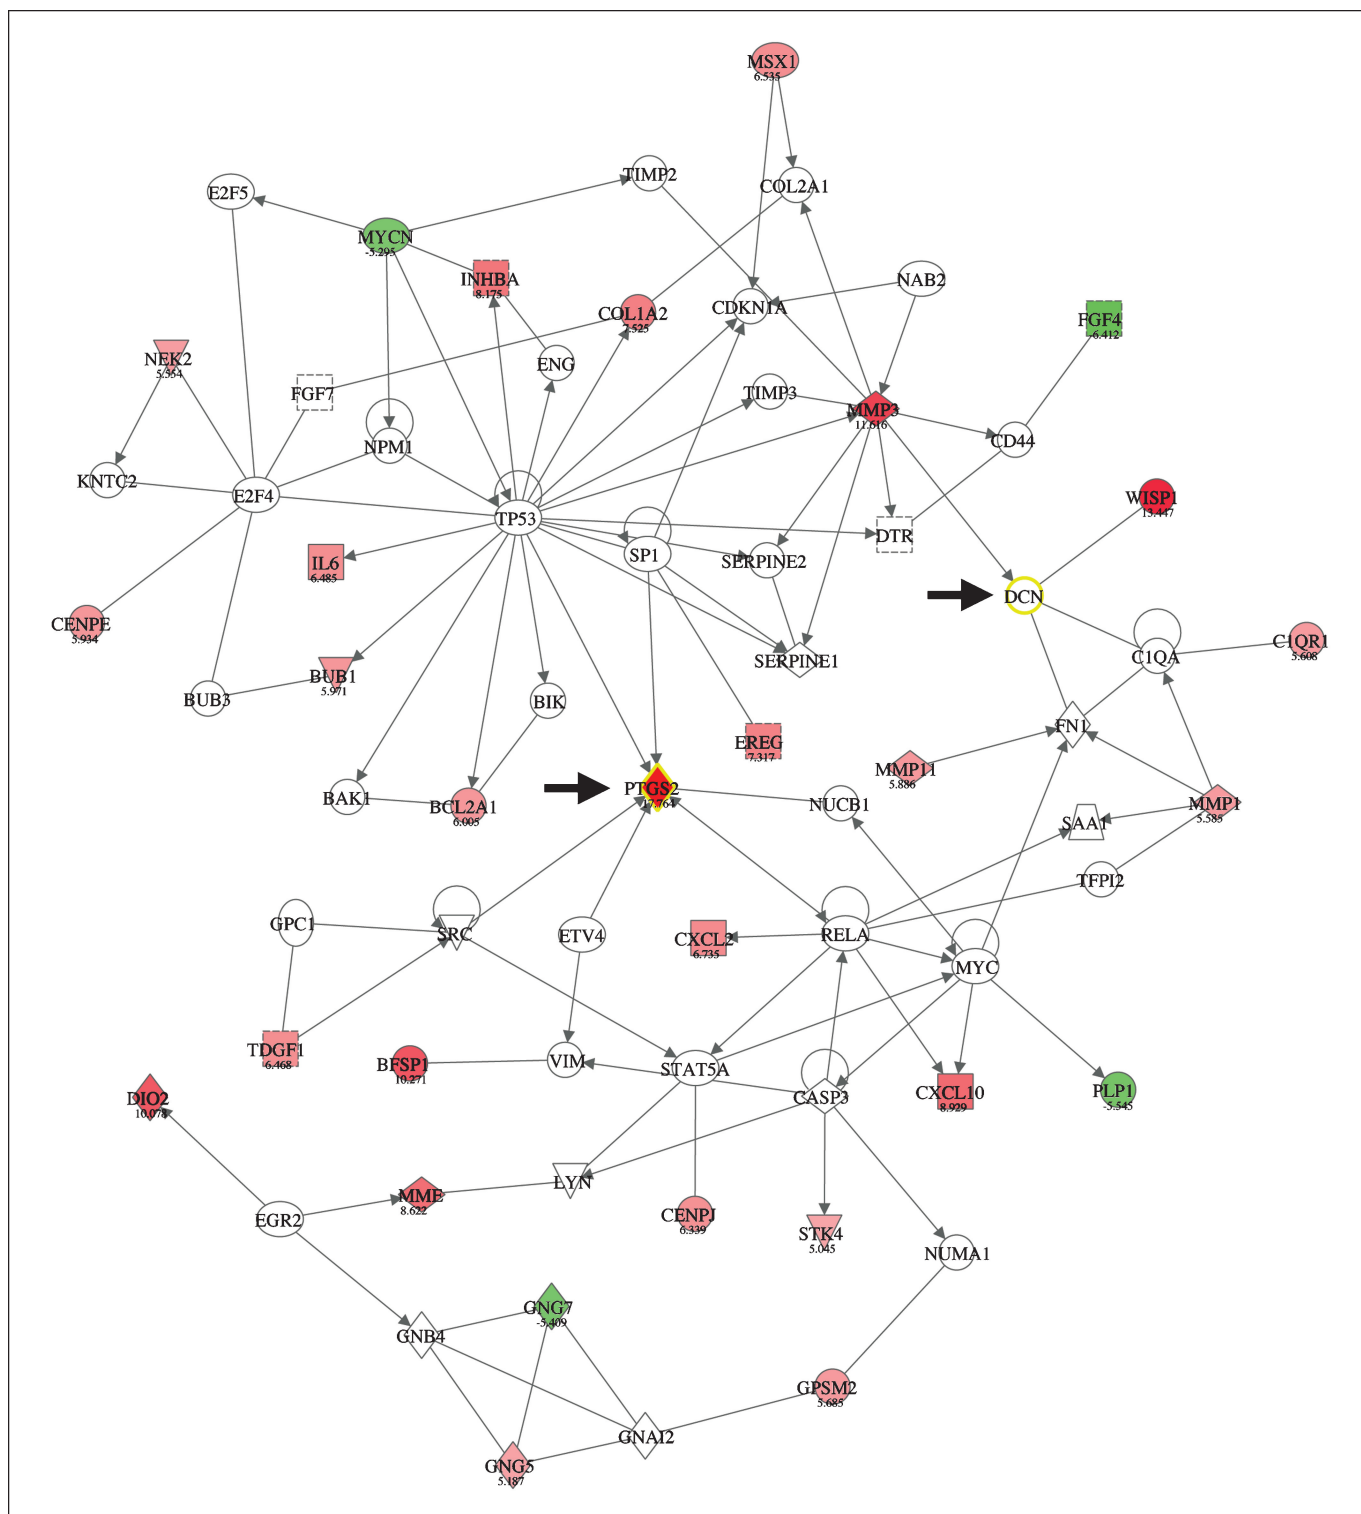 MSX1
6.535
TIMP2
COL2A1
E2F5
MYCN
-5.295
INHBA
8.175
NAB2
CDKN1A
COL1A2
7.525
FGF4
-6.412
NEK2
5.554
ENG
FGF7
TIMP3
MMP3
11.616
CD44
NPM1
KNTC2
E2F4
WISP1
13.447
TP53
DTR
SP1
SERPINE2
IL6
6.485
DCN
CENPE
5.934
C1QR1
5.608
C1QA
SERPINE1
BUB1
5.971
BUB3
BIK
FN1
EREG
7.317
MMP11
5.886
PTGS2
17.764
BAK1
BCL2A1
6.005
NUCB1
MMP1
5.585
SAA1
TFPI2
GPC1
SRC
ETV4
CXCL2
6.735
RELA
MYC
TDGF1
6.468
BFSP1
10.271
VIM
STAT5A
CASP3
CXCL10
8.929
PLP1
-5.545
DIO2
10.078
LYN
MME
8.622
EGR2
CENPJ
6.339
STK4
5.045
NUMA1
GNG7
-5.409
GNB4
GPSM2
5.685
GNAI2
GNG5
5.187